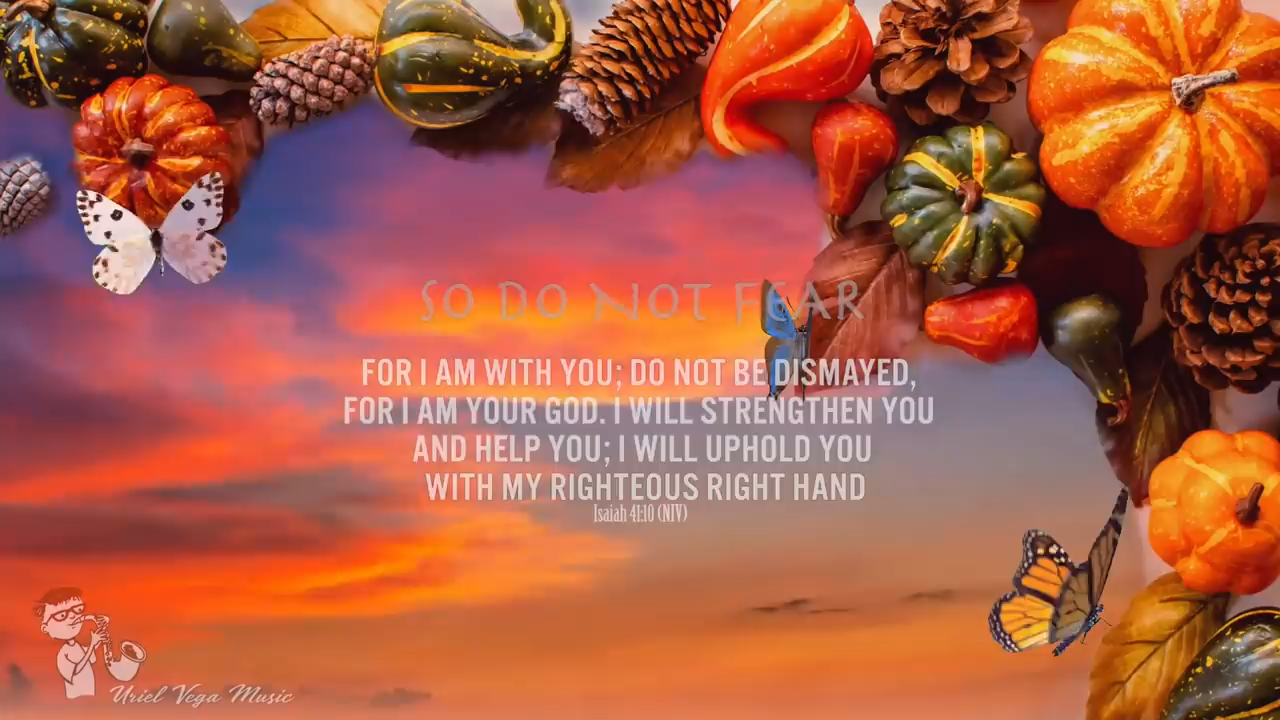 SO DO NOT FEAR
FOR I AM WITH YOU; DO NOT BE DISMAYED,
FOR I AM YOUR GOD. I WILL STRENGTHEN YOU
AND HELP YOU; I WILL UPHOLD YOU
WITH MY RIGHTEOUS RIGHT HAND
Isaiah 41:10 (NIV)
Uriel Vega Music